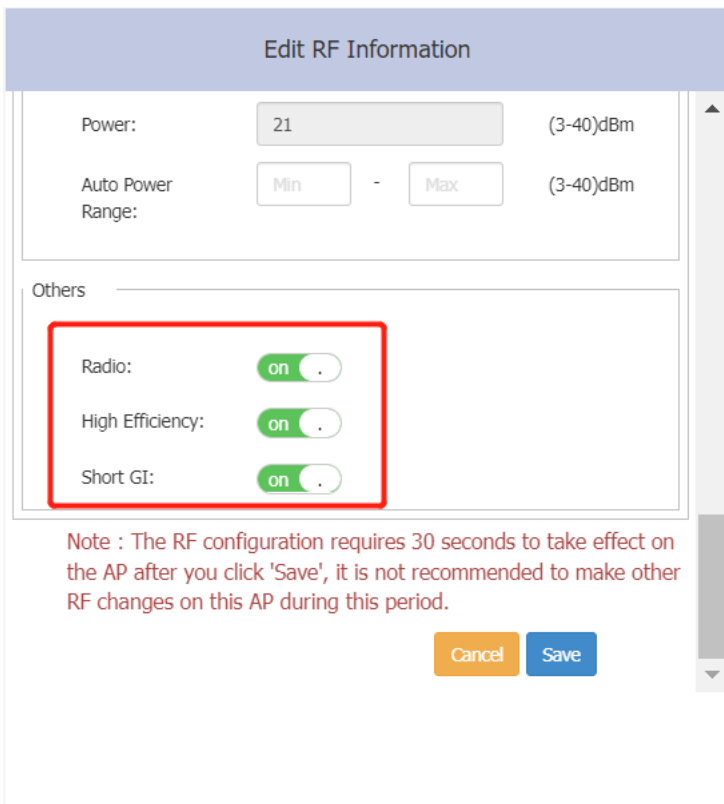 Edit RF Information
Power: 21 (3-40)dBm
Auto Power Min - Max (3-40)dBm
Range:
Others
Radio: on .
High Efficiency: on .
Short GI: on .
Note : The RF configuration requires 30 seconds to take effect on
the AP after you click 'Save', it is not recommended to make other
RF changes on this AP during this period.
Cancel Save